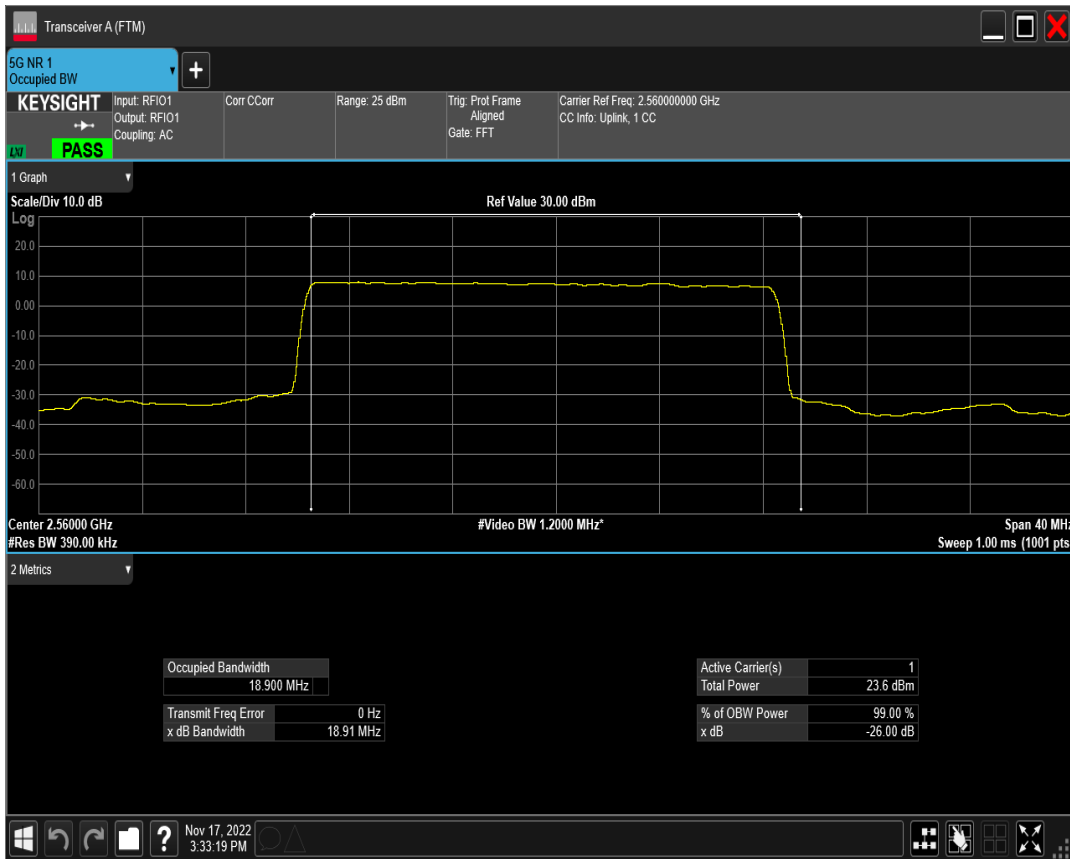 Transceiver A (FTM)
5G NR 1
Occupied BW
+
KEYSIGHT
LXI
PASS
Input: RFIO1
Output: RFIO1
Coupling: AC
Corr CCorr
Range: 25 dBm
Trig: Prot Frame
Aligned
Gate: FFT
Carrier Ref Freq: 2.560000000 GHz
CC Info: Uplink, 1 CC
1 Graph
Scale/Div 10.0 dB
Ref Value 30.00 dBm
Log
20.0
10.0
0.00
-10.0
-20.0
-30.0
-40.0
-50.0
-60.0
Center 2.56000 GHz
#Video BW 1.2000 MHz*
Span 40 MHz
#Res BW 390.00 kHz
Sweep 1.00 ms (1001 pts
2 Metrics
Occupied Bandwidth
18.900 MHz
Transmit Freq Error 0 Hz
x dB Bandwidth 18.91 MHz
Active Carrier(s) 1
Total Power 23.6 dBm
% of OBW Power 99.00 %
x dB -26.00 dB
?
Nov 17, 2022
3:33:19 PM